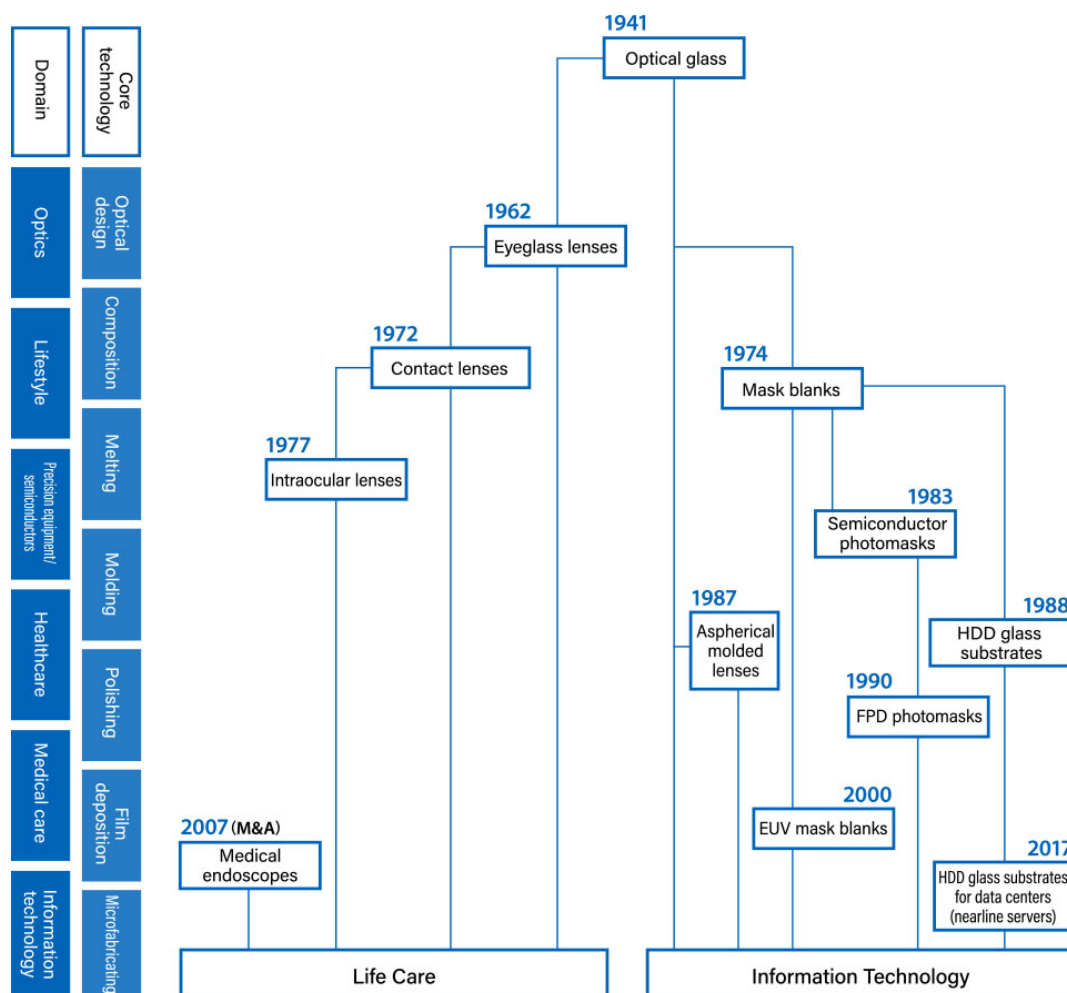 Domain
Core
technology
Optics
Lifestyle
Precision equipment/
semiconductors
Healthcare
Medical care
Information
technology
Optical
design
Composition
Melting
Molding
Polishing
Film
deposition
Microfabricating
1941
Optical glass
1962
Eyeglass lenses
1972
Contact lenses
1974
Mask blanks
1977
Intraocular lenses
1983
Semiconductor
photomasks
1987
Aspherical
molded
lenses
1988
HDD glass
substrates
1990
FPD photomasks
2000
EUV mask blanks
2007 (M&A)
Medical
endoscopes
2017
HDD glass substrates
for data centers
(nearline servers)
Life Care
Information Technology